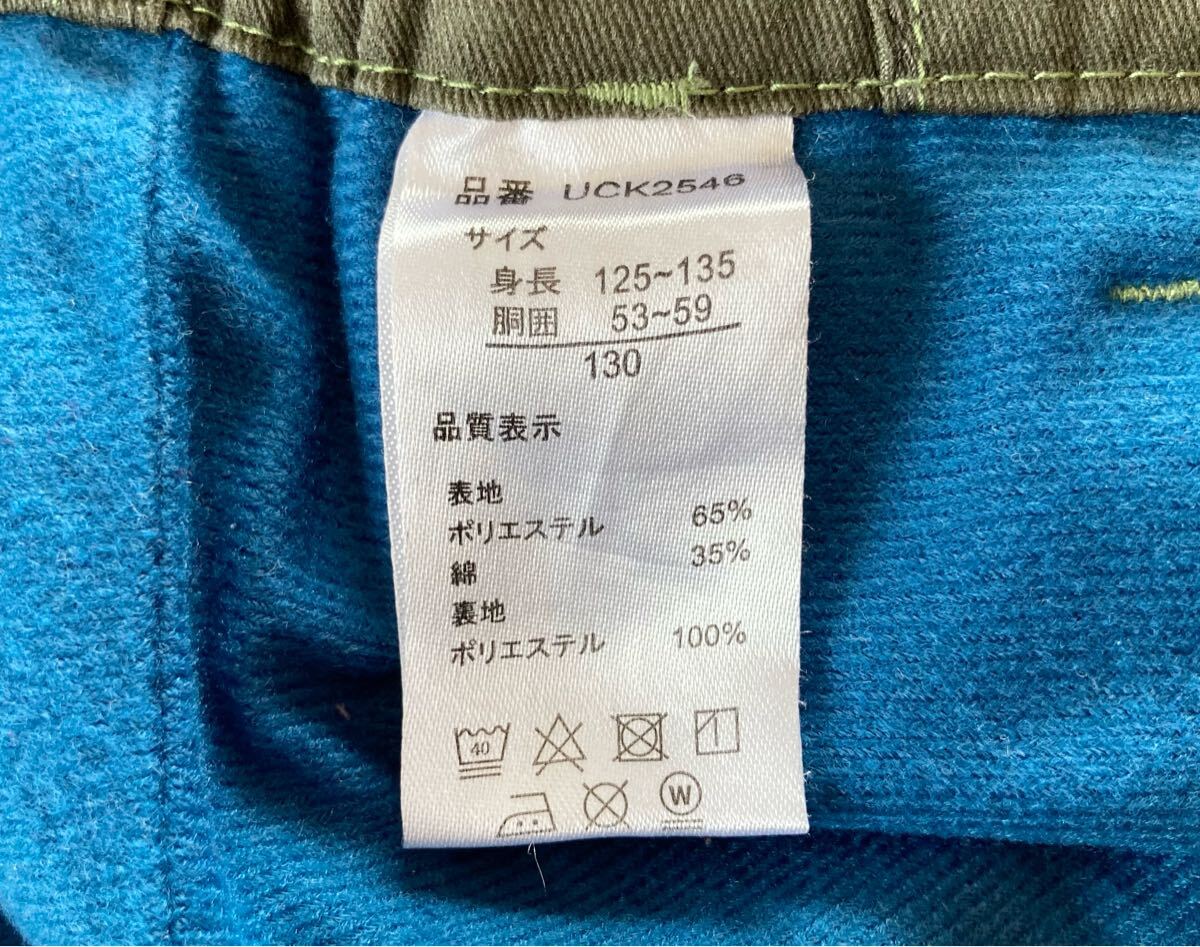 品番 UCK2546
サイズ
身長 125~135
胴囲 53~59
130
品質表示
表地
ポリエステル 65%
綿 35%
裏地
ポリエステル 100%
40
W